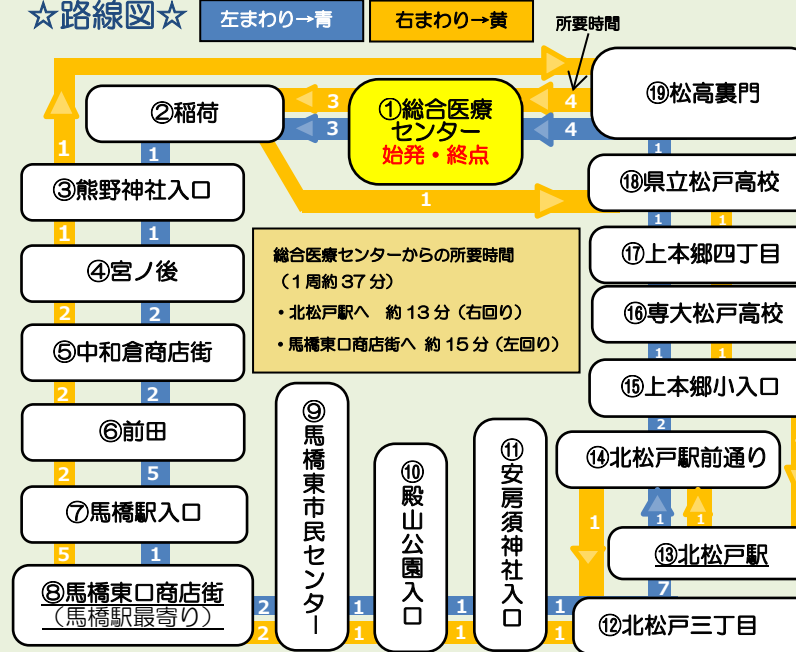 ☆路線図☆
左まわり→青
右まわり→黄
所要時間
①総合医療
センター
始発・終点
②稲荷
③熊野神社入口
④宮ノ後
⑤中和倉商店街
⑥前田
⑦馬橋駅入口
⑧馬橋東口商店街
(馬橋駅最寄り)
⑨馬橋東市民センター
⑩殿山公園入口
⑪安房須神社入口
⑫北松戸三丁目
⑬北松戸駅
⑭北松戸駅前通り
⑮上本郷小入口
⑯専大松戸高校
⑰上本郷四丁目
⑱県立松戸高校
⑲松高裏門
総合医療センターからの所要時間
(1周約37分)
・北松戸駅へ 約13分(右回り)
・馬橋東口商店街へ 約15分(左回り)
3
3
4
4
1
1
1
1
1
1
2
2
2
2
2
5
5
1
2
2
1
1
1
1
1
1
1
7
1
1
2
1
1
1
1
1
1